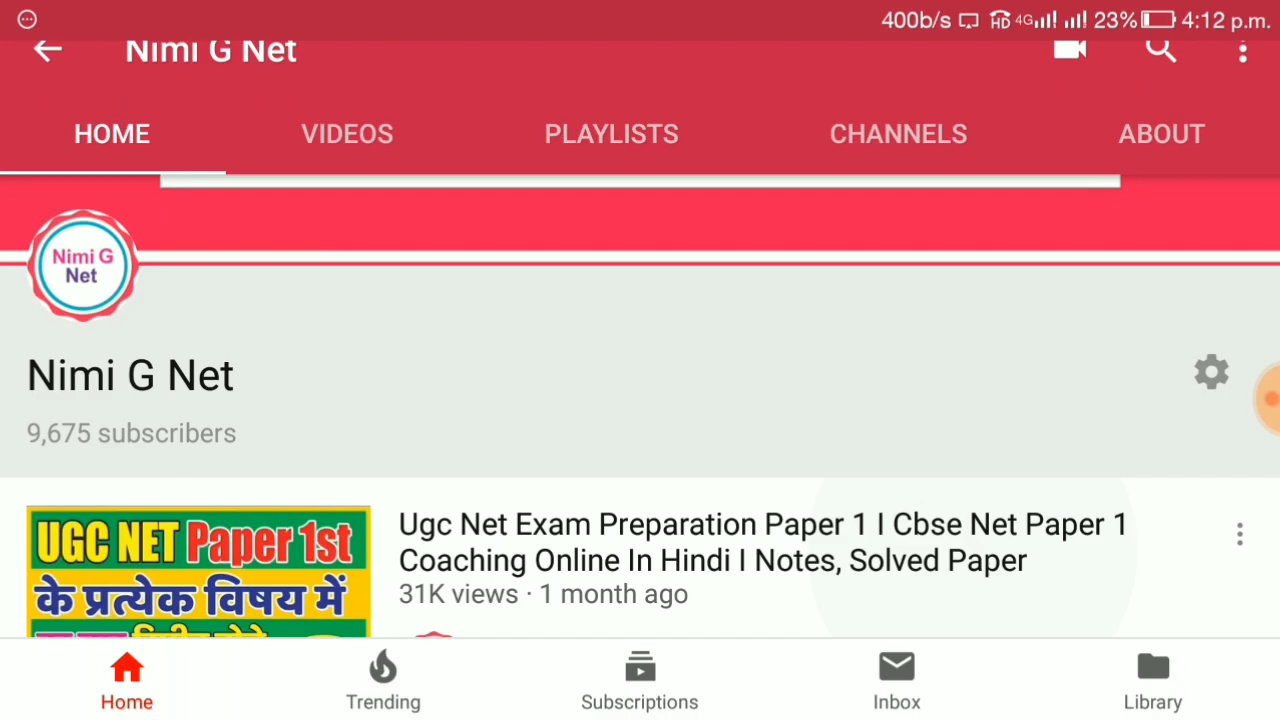 400b/s HD 4G 23% 4:12 p.m.
Nimi G Net
HOME VIDEOS PLAYLISTS CHANNELS ABOUT
Nimi G
Net
Nimi G Net
9,675 subscribers
UGC NET Paper 1st
के प्रत्येक विषय में
Ugc Net Exam Preparation Paper 1 I Cbse Net Paper 1
Coaching Online In Hindi I Notes, Solved Paper
31K views · 1 month ago
Home Trending Subscriptions Inbox Library